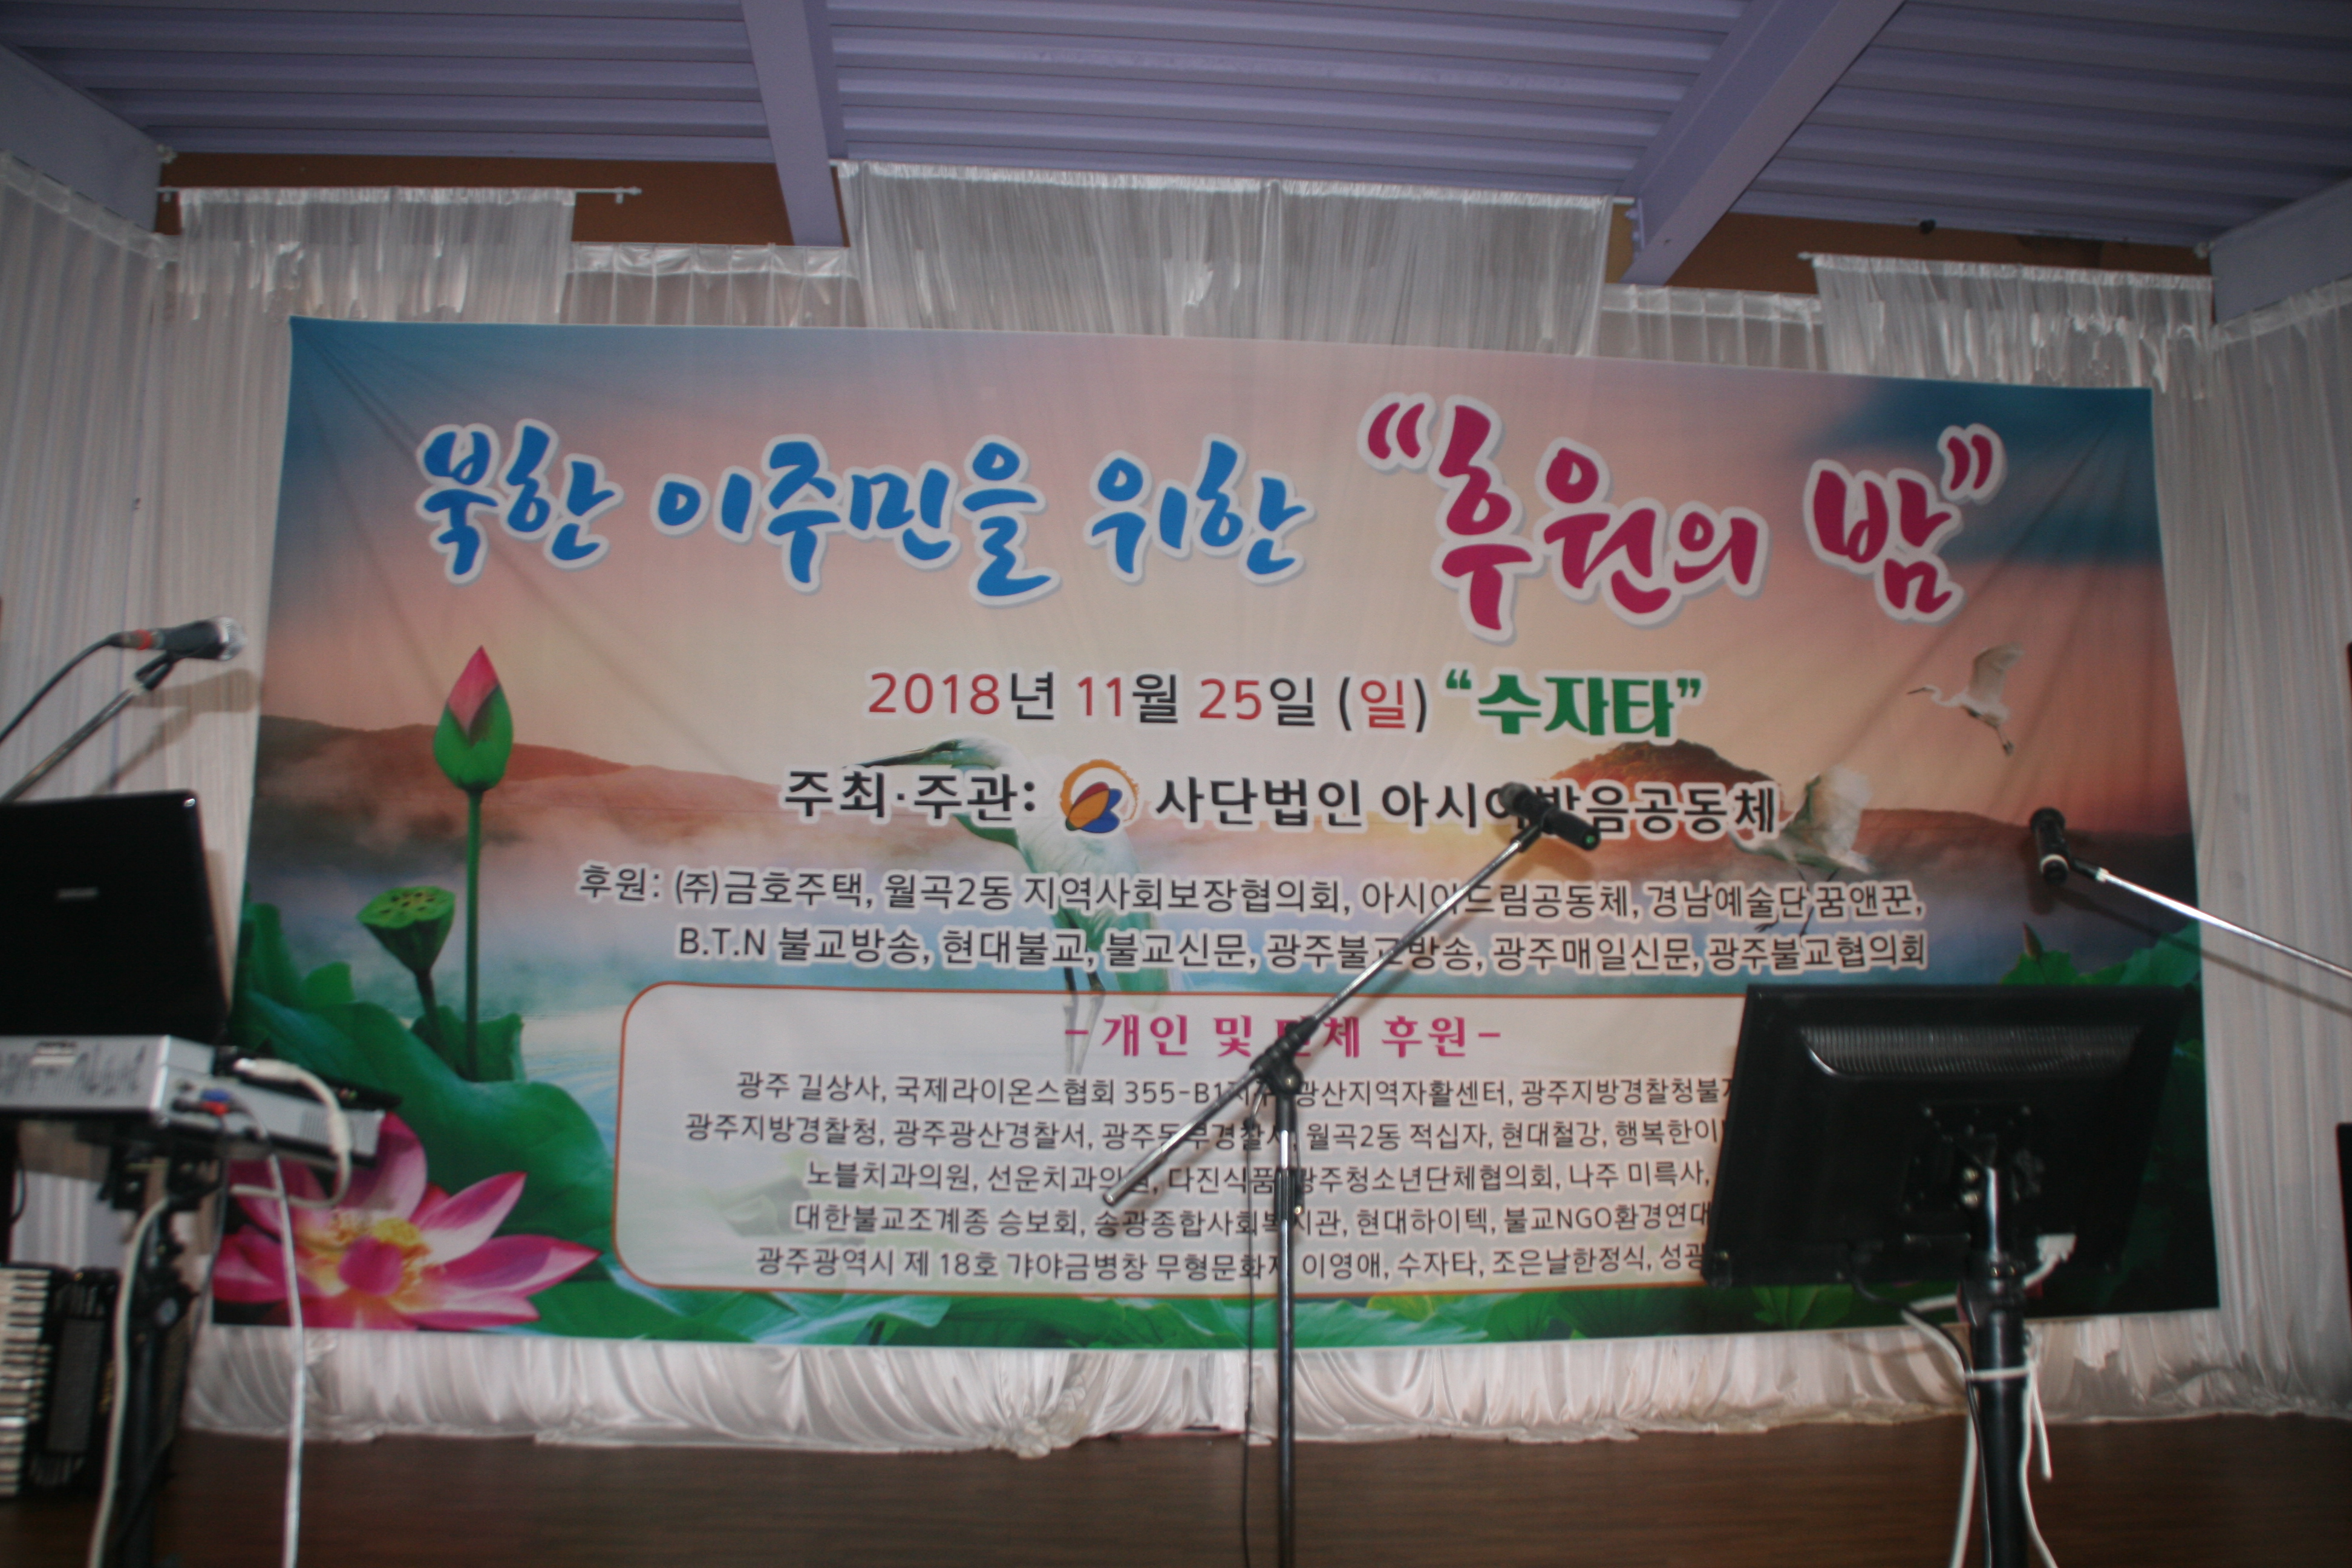 북한 이주민을 위한 “후원의 밤”
2018년 11월 25일 (일) “수자타”
주최·주관: 사단법인 아시아밝음공동체
후원: (주)금호주택, 월곡2동 지역사회보장협의회, 아시아드림공동체, 경남예술단 꿈앤꾼,
B.T.N 불교방송, 현대불교, 불교신문, 광주불교방송, 광주매일신문, 광주불교협의회
-개인 및 단체 후원-
광주 길상사, 국제라이온스협회 355-B1지구, 광산지역자활센터, 광주지방경찰청불
광주지방경찰청, 광주광산경찰서, 광주동부경찰서, 월곡2동 적십자, 현대철강, 행복한이
노블치과의원, 선운치과의원, 다진식품, 광주청소년단체협의회, 나주 미륵사,
대한불교조계종 승보회, 송광종합사회복지관, 현대하이텍, 불교NGO환경연대
광주광역시 제 18호 갸야금병창 무형문화재 이영애, 수자타, 조은날한정식, 성광